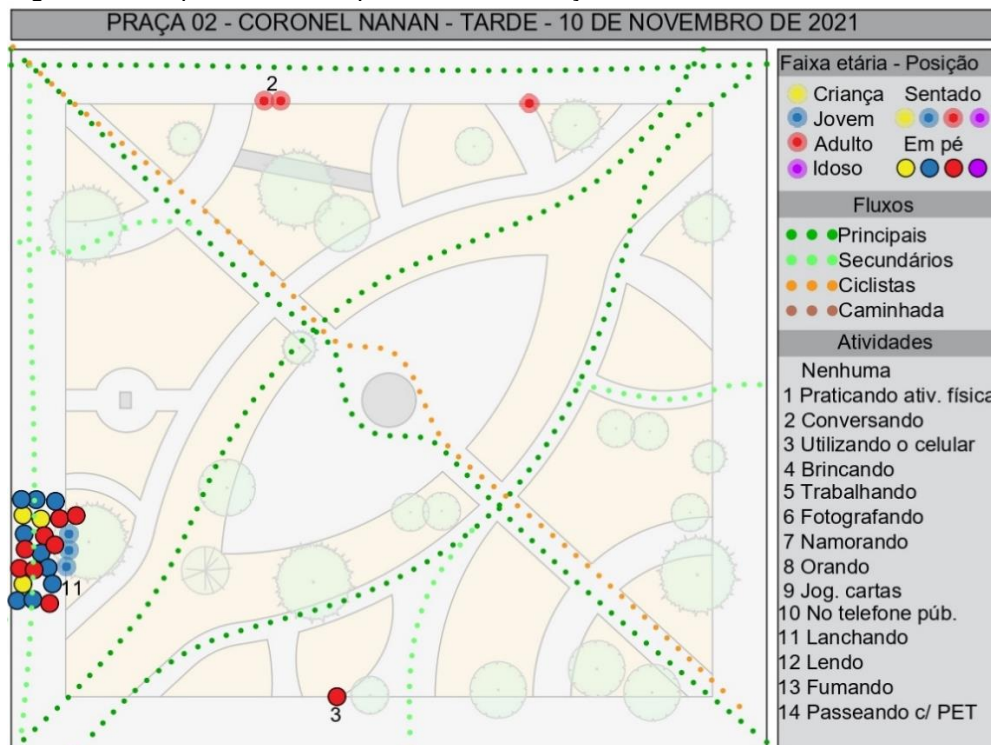 PRAÇA 02 - CORONEL NANAN - TARDE - 10 DE NOVEMBRO DE 2021
Faixa etária - Posição
Criança Sentado
Jovem
Adulto Em pé
Idoso
Fluxos
Principais
Secundários
Ciclistas
Caminhada
Atividades
Nenhuma
1 Praticando ativ. física
2 Conversando
3 Utilizando o celular
4 Brincando
5 Trabalhando
6 Fotografando
7 Namorando
8 Orando
9 Jog. cartas
10 No telefone púb.
11 Lanchando
12 Lendo
13 Fumando
14 Passeando c/ PET
2
11
3